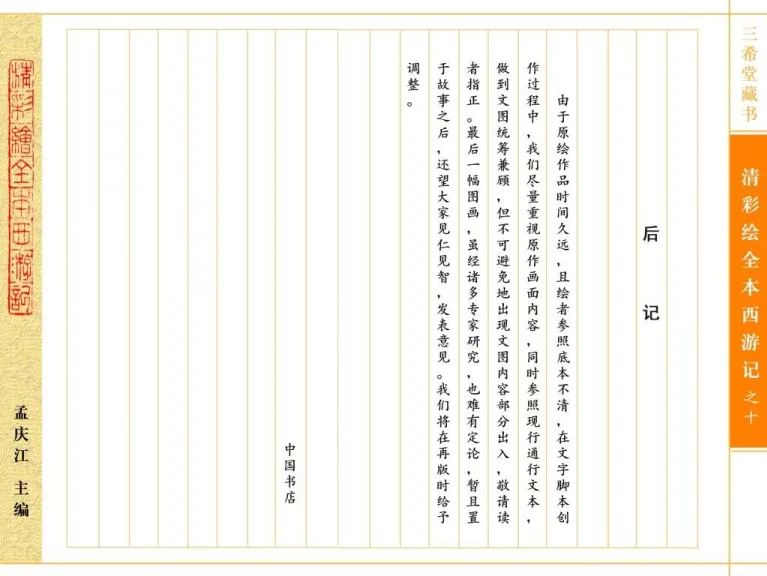 三希堂藏书
清彩绘全本西游记之十
后记
由于原绘作品时间久远，且绘者参照底本不清，在文字脚本创
作过程中，我们尽量重视原作画面内容，同时参照现行通行文本，
做到文图统筹兼顾，但不可避免地出现文图内容部分出入，敬请读
者指正。最后一幅图画，虽经诸多专家研究，也难有定论，暂且置
于故事之后，还望大家见仁见智，发表意见。我们将在再版时给予
调整。
中国书店
清彩绘全本西游记
孟庆江 主编